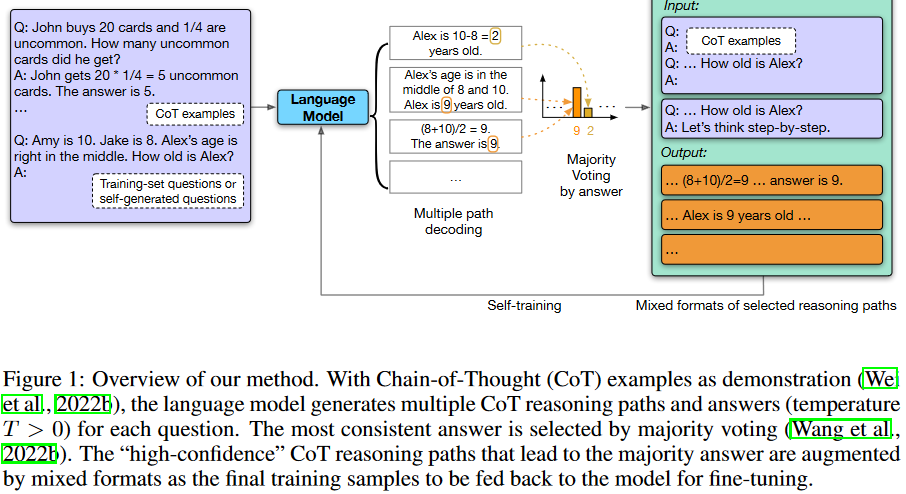 Q: John buys 20 cards and 1/4 are
uncommon. How many uncommon
cards did he get?
A: John gets 20 * 1/4 = 5 uncommon
cards. The answer is 5.
...
CoT examples
Q: Amy is 10. Jake is 8. Alex's age is
right in the middle. How old is Alex?
A:
Training-set questions or
self-generated questions
Language
Model
Alex is 10-8 = 2
years old.
Alex's age is in the
middle of 8 and 10.
Alex is 9 years old.
(8+10)/2 = 9.
The answer is 9.
...
Multiple path
decoding
... ...
9 2
Majority
Voting
by answer
Input:
Q:
A:
CoT examples
Q: ... How old is Alex?
A:
Q: ... How old is Alex?
A: Let's think step-by-step.
Output:
... (8+10)/2=9 ... answer is 9.
... Alex is 9 years old ...
...
Self-training
Mixed formats of selected reasoning paths
Figure 1: Overview of our method. With Chain-of-Thought (CoT) examples as demonstration (Wei
et al., 2022b), the language model generates multiple CoT reasoning paths and answers (temperature
T > 0) for each question. The most consistent answer is selected by majority voting (Wang et al.,
2022b). The “high-confidence” CoT reasoning paths that lead to the majority answer are augmented
by mixed formats as the final training samples to be fed back to the model for fine-tuning.